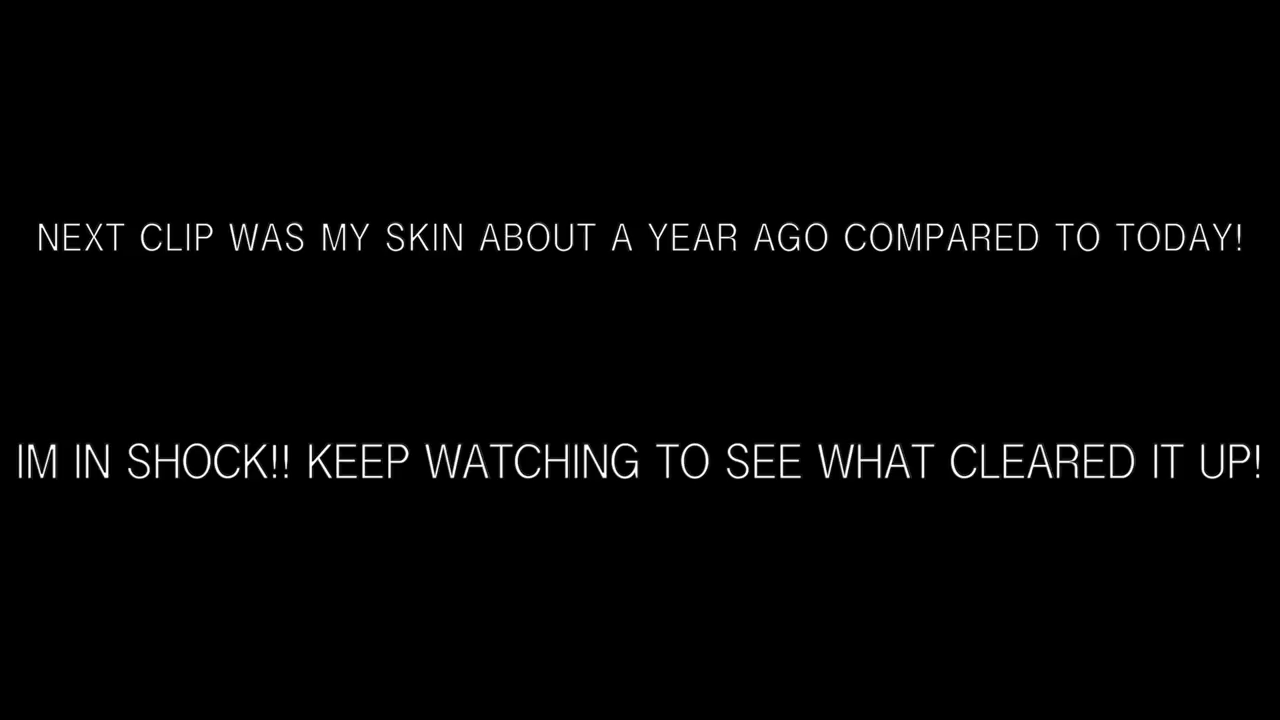 NEXT CLIP WAS MY SKIN ABOUT A YEAR AGO COMPARED TO TODAY!
IM IN SHOCK!! KEEP WATCHING TO SEE WHAT CLEARED IT UP!